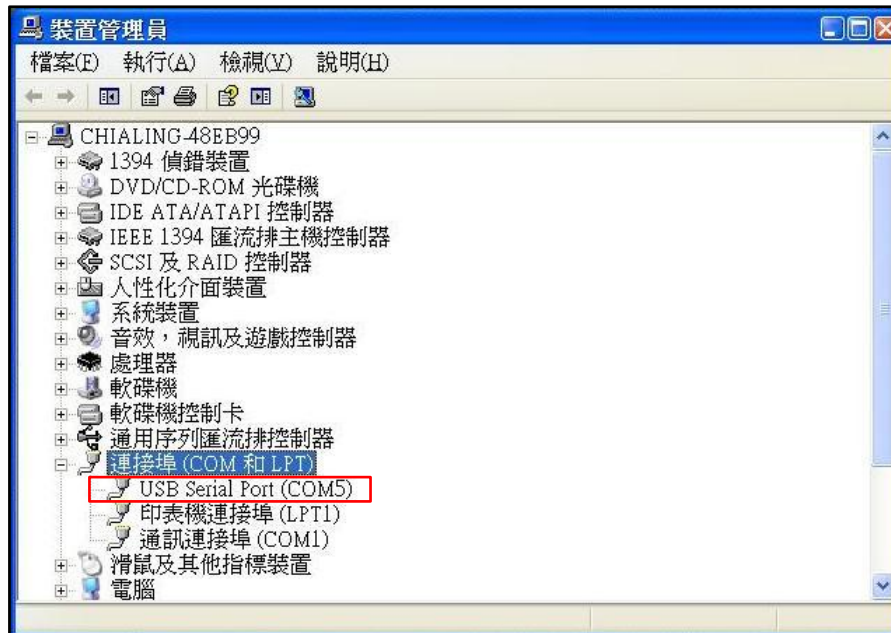 裝置管理員
檔案(F) 執行(A) 檢視(V) 說明(H)
CHIALING-48EB99
1394 偵錯裝置
DVD/CD-ROM 光碟機
IDE ATA/ATAPI 控制器
IEEE 1394 匯流排主機控制器
SCSI 及 RAID 控制器
人性化介面裝置
系統裝置
音效，視訊及遊戲控制器
處理器
軟碟機
軟碟機控制卡
通用序列匯流排控制器
連接埠 (COM 和 LPT)
USB Serial Port (COM5)
印表機連接埠 (LPT1)
通訊連接埠 (COM1)
滑鼠及其他指標裝置
電腦